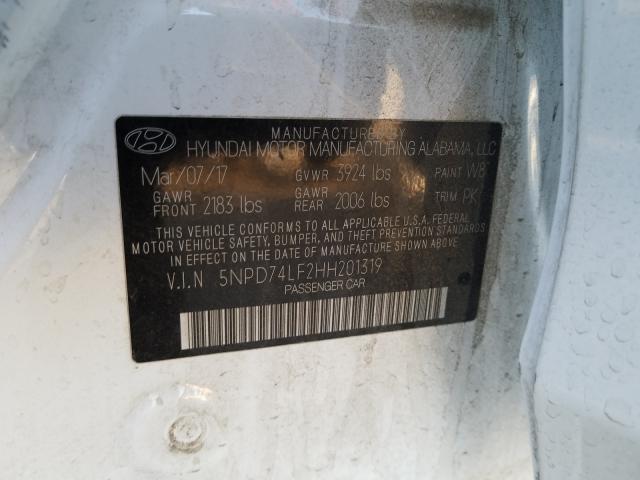 MANUFACTURED BY
HYUNDAI MOTOR MANUFACTURING ALABAMA, LLC
Mar/07/17 GVWR 3924 lbs PAINT W8
GAWR FRONT 2183 lbs GAWR REAR 2006 lbs TRIM PK
THIS VEHICLE CONFORMS TO ALL APPLICABLE U.S.A. FEDERAL
MOTOR VEHICLE SAFETY, BUMPER, AND THEFT PREVENTION STANDARDS
IN EFFECT ON THE DATE OF MANUFACTURE SHOWN ABOVE.
V.I.N 5NPD74LF2HH201319
PASSENGER CAR